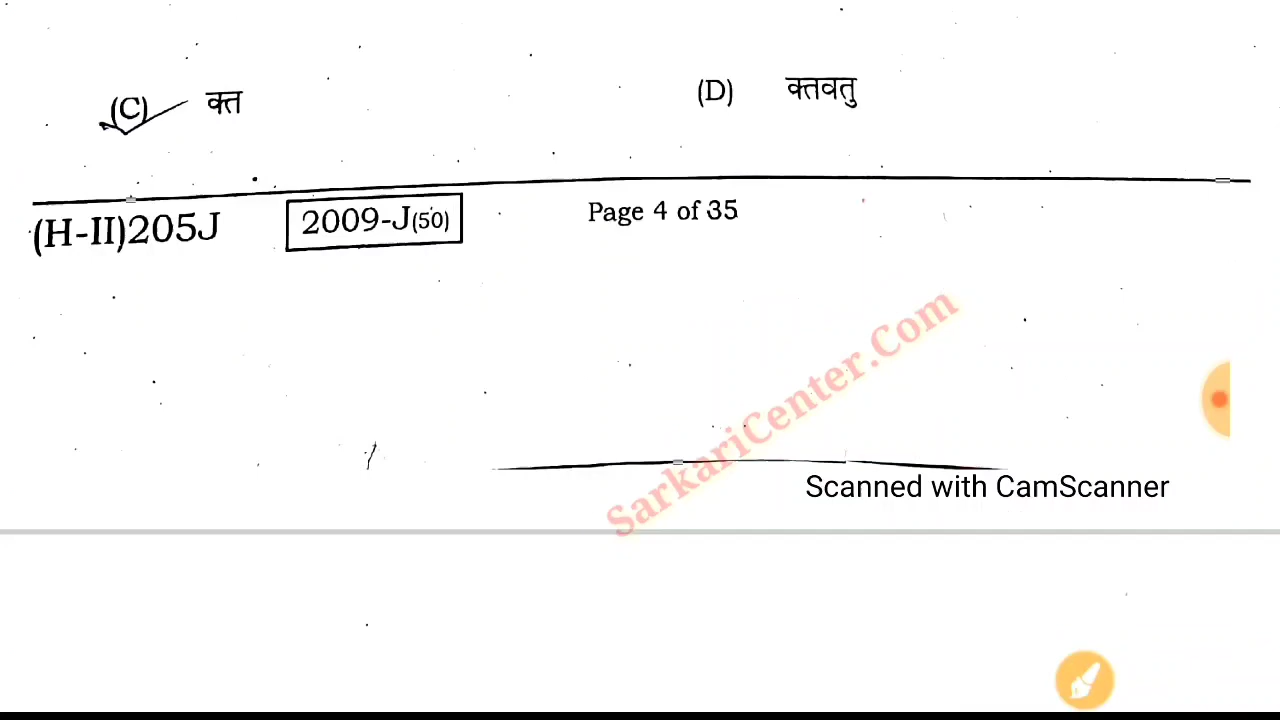 (C) क्त (D) क्तवतु
(H-II)205J 2009-J(50) Page 4 of 35
SarkariCenter.Com
Scanned with CamScanner